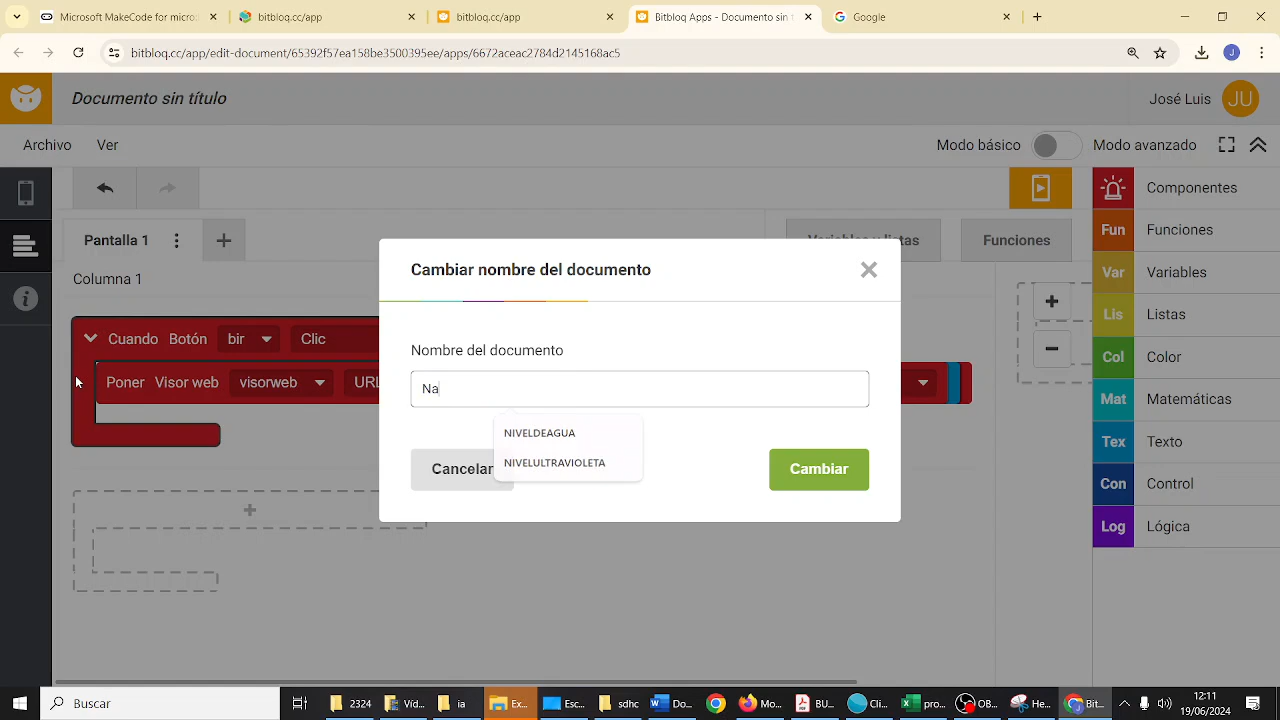 Microsoft MakeCode for micro:
bitbloq.cc/app
bitbloq.cc/app
Bitbloq Apps - Documento sin t
Google
bitbloq.cc/app/edit-document/65392f57ea158be3500395ea/apps/6672aceac2784d2145168ac5
J
Documento sin título
José Luis
JU
Archivo
Ver
Modo básico
Modo avanzado
Componentes
Pantalla 1
Variables y listas
Funciones
Fun
Funciones
Columna 1
Cambiar nombre del documento
Var
Variables
Lis
Listas
Cuando Botón bir Clic
Nombre del documento
Col
Color
Poner Visor web visorweb URL
Na
Mat
Matemáticas
NIVELDEAGUA
Tex
Texto
NIVELULTRAVIOLETA
Cancelar
Cambiar
Con
Control
Log
Lógica
Buscar
2324
Vid...
ia
Ex...
Esc...
sdhc
Do...
Mo...
BU...
Cli...
pro...
OB...
He...
Bit...
12:11
19/06/2024